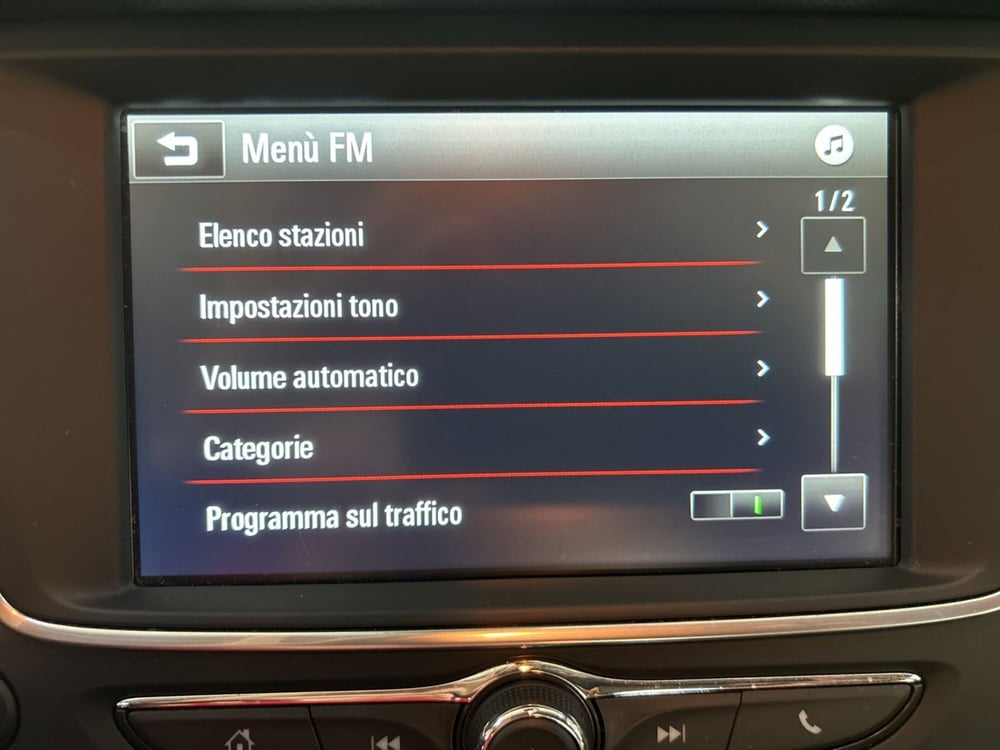 Menù FM
1/2
Elenco stazioni
Impostazioni tono
Volume automatico
Categorie
Programma sul traffico